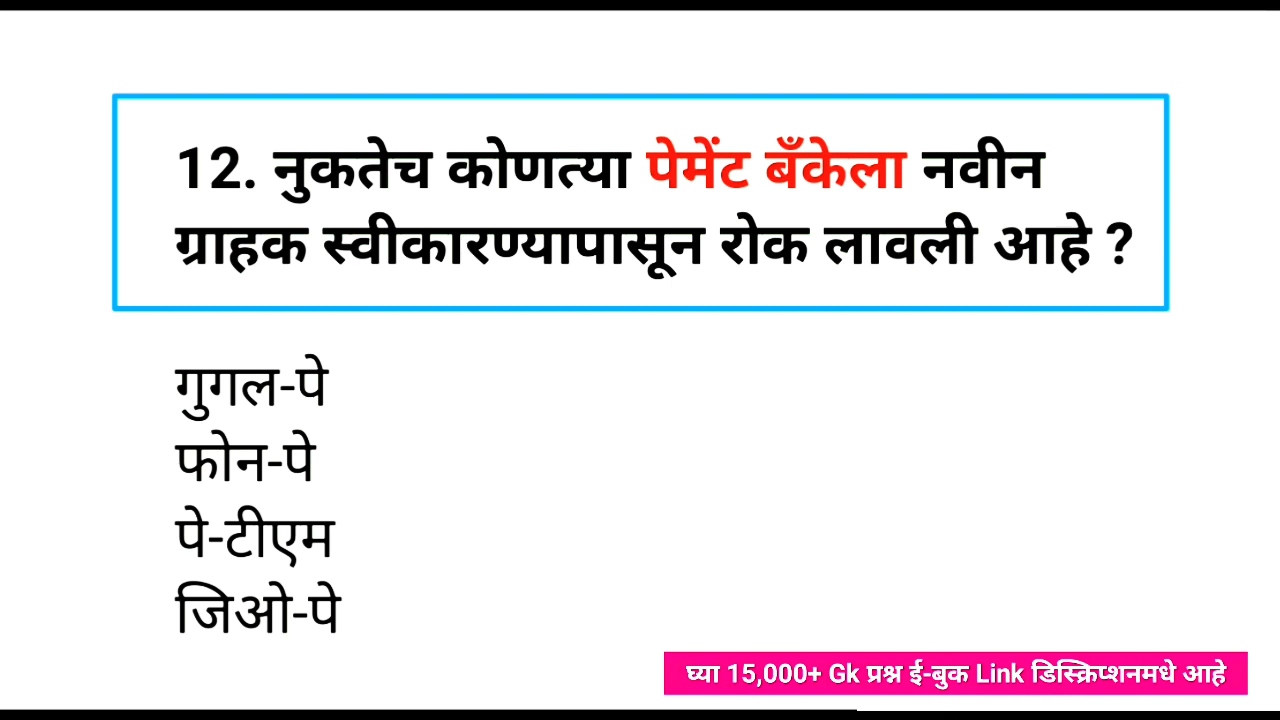 12. नुकतेच कोणत्या पेमेंट बँकेला नवीन
ग्राहक स्वीकारण्यापासून रोक लावली आहे ?
गुगल-पे
फोन-पे
पे-टीएम
जिओ-पे
घ्या 15,000+ Gk प्रश्न ई-बुक Link डिस्क्रिप्शनमधे आहे